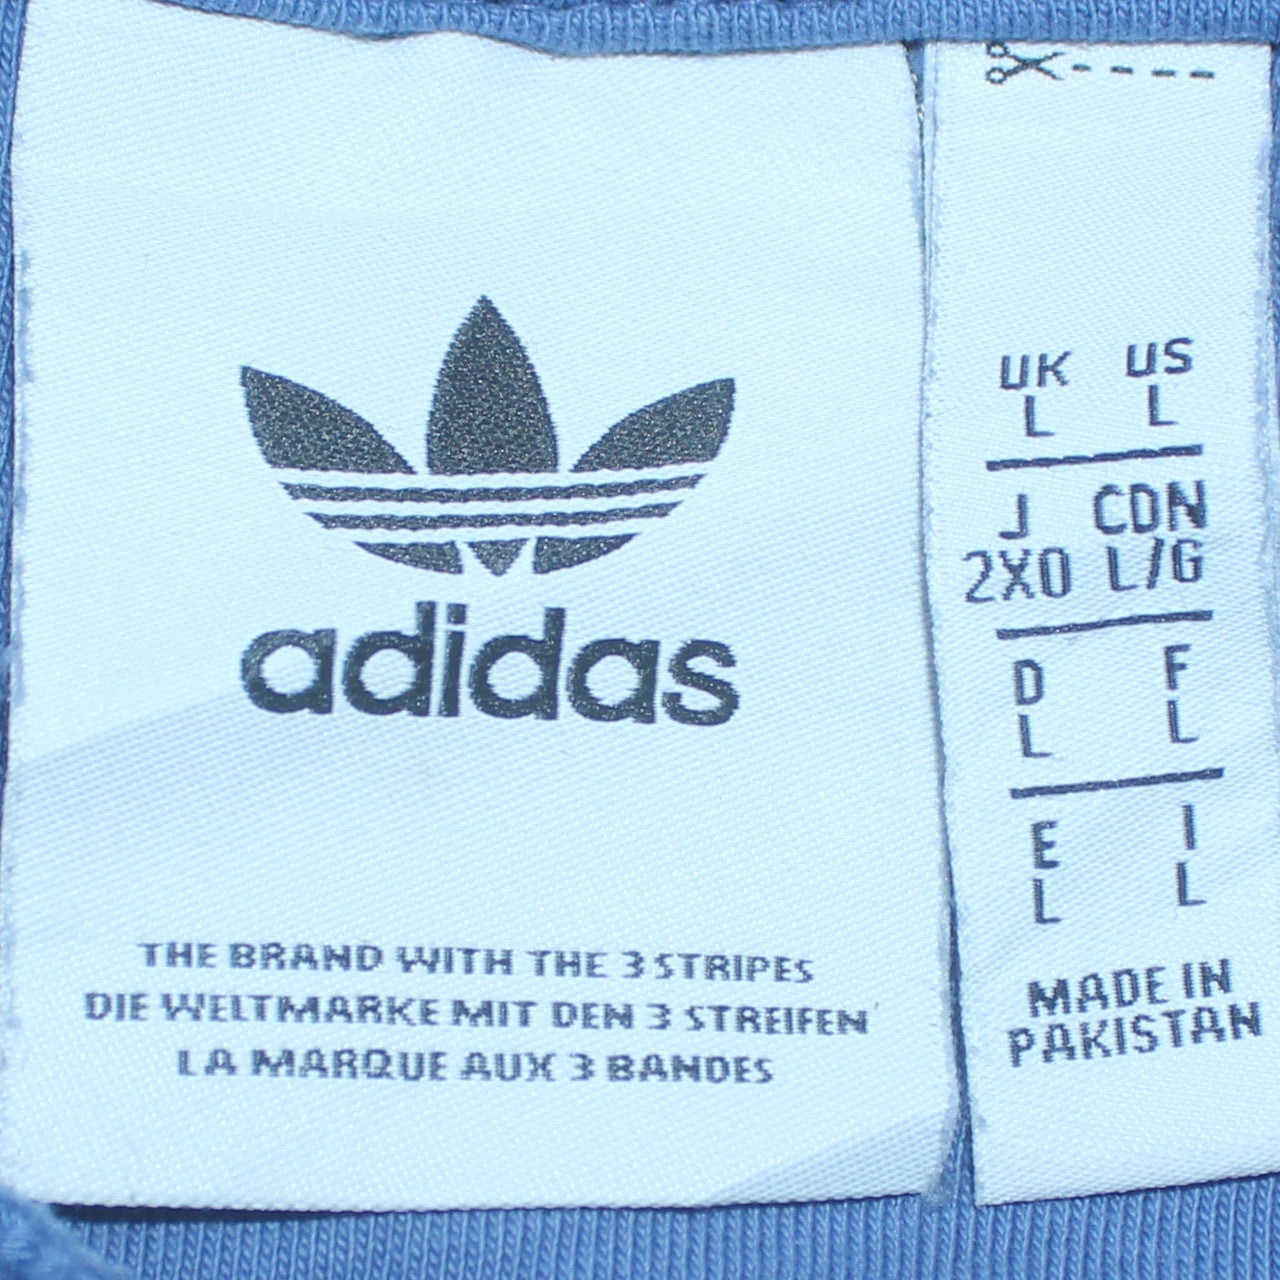 adidas
THE BRAND WITH THE 3 STRIPES
DIE WELTMARKE MIT DEN 3 STREIFEN
LA MARQUE AUX 3 BANDES
UK US
L L
J CDN
2XO L/G
D F
L L
E I
L L
MADE IN
PAKISTAN